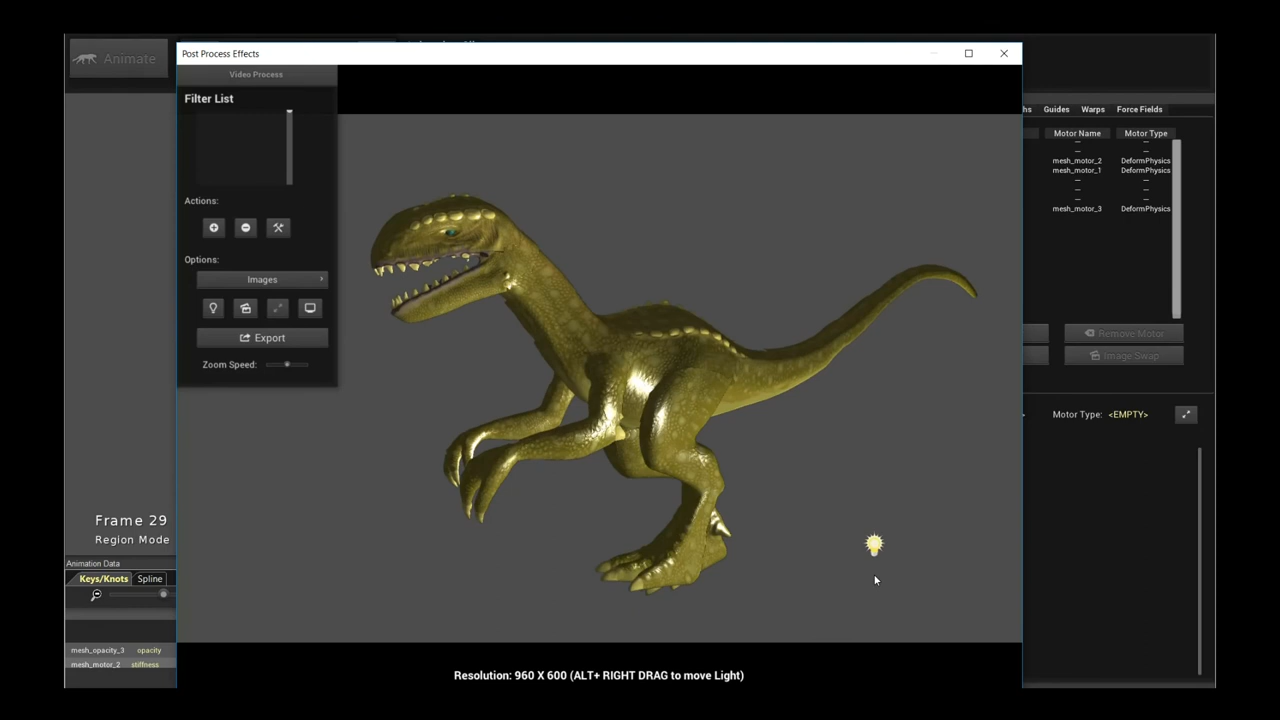 Animate
Post Process Effects
Video Process
Filter List
Actions:
Options:
Images
Export
Zoom Speed:
Guides Warps Force Fields
Motor Name Motor Type
mesh_motor_2 DeformPhysics
mesh_motor_1 DeformPhysics
mesh_motor_3 DeformPhysics
Remove Motor
Image Swap
Motor Type: <EMPTY>
Frame 29
Region Mode
Animation Data
Keys/Knots Spline
mesh_opacity_3 opacity
mesh_motor_2 stiffness
Resolution: 960 X 600 (ALT+ RIGHT DRAG to move Light)